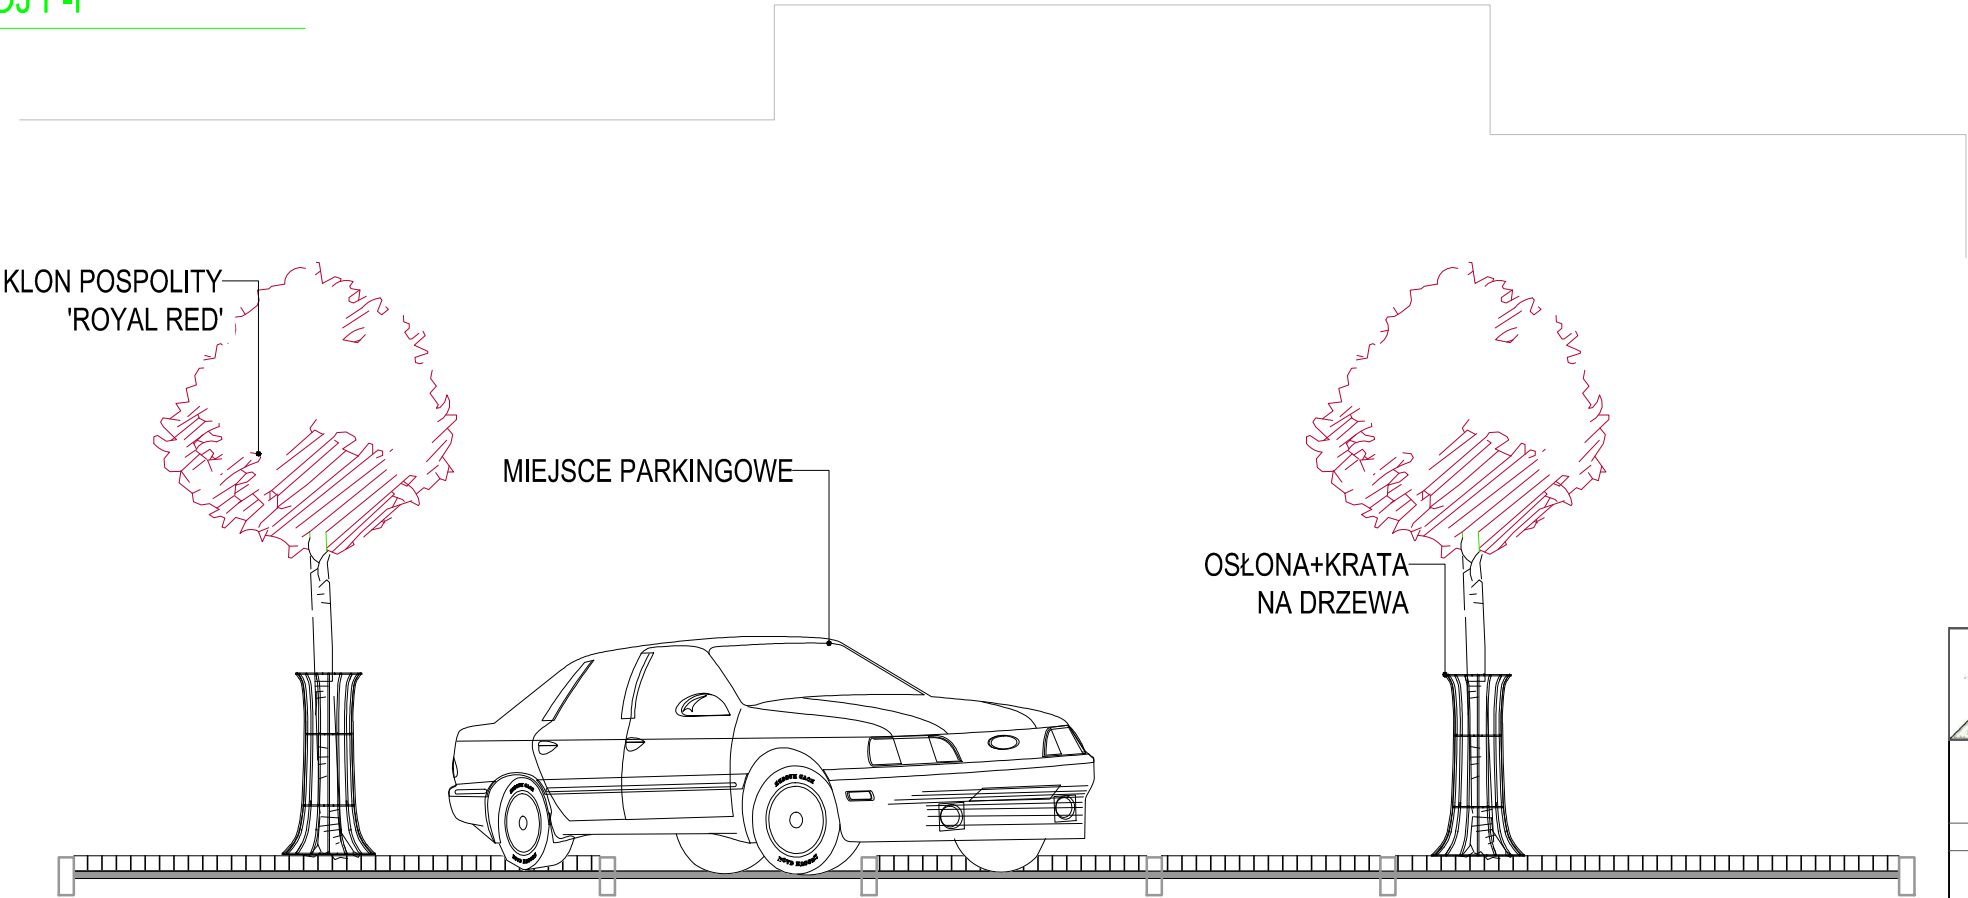 KLON POSPOLITY
'ROYAL RED'
MIEJSCE PARKINGOWE
OSŁONA+KRATA
NA DRZEWA